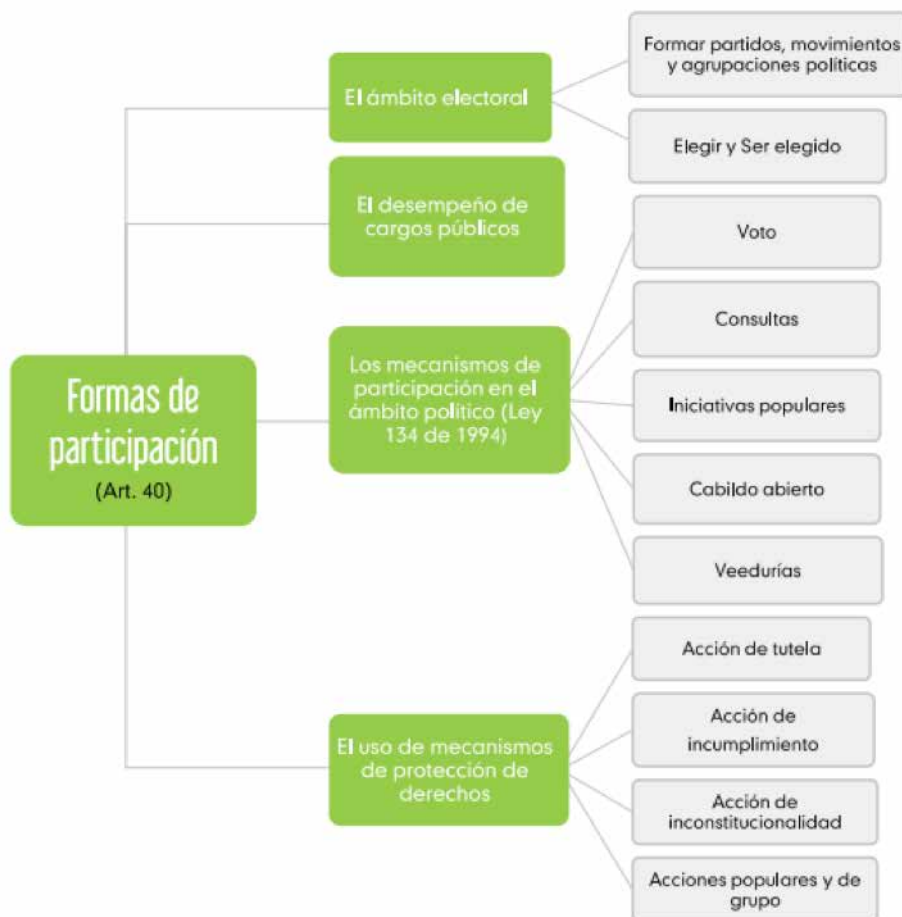 Formas de
participación
(Art. 40)
El ámbito electoral
Formar partidos, movimientos
y agrupaciones políticas
Elegir y Ser elegido
El desempeño de
cargos públicos
Los mecanismos de
participación en el
ámbito político (Ley
134 de 1994)
Voto
Consultas
Iniciativas populares
Cabildo abierto
Veedurías
El uso de mecanismos
de protección de
derechos
Acción de tutela
Acción de
incumplimiento
Acción de
inconstitucionalidad
Acciones populares y de
grupo